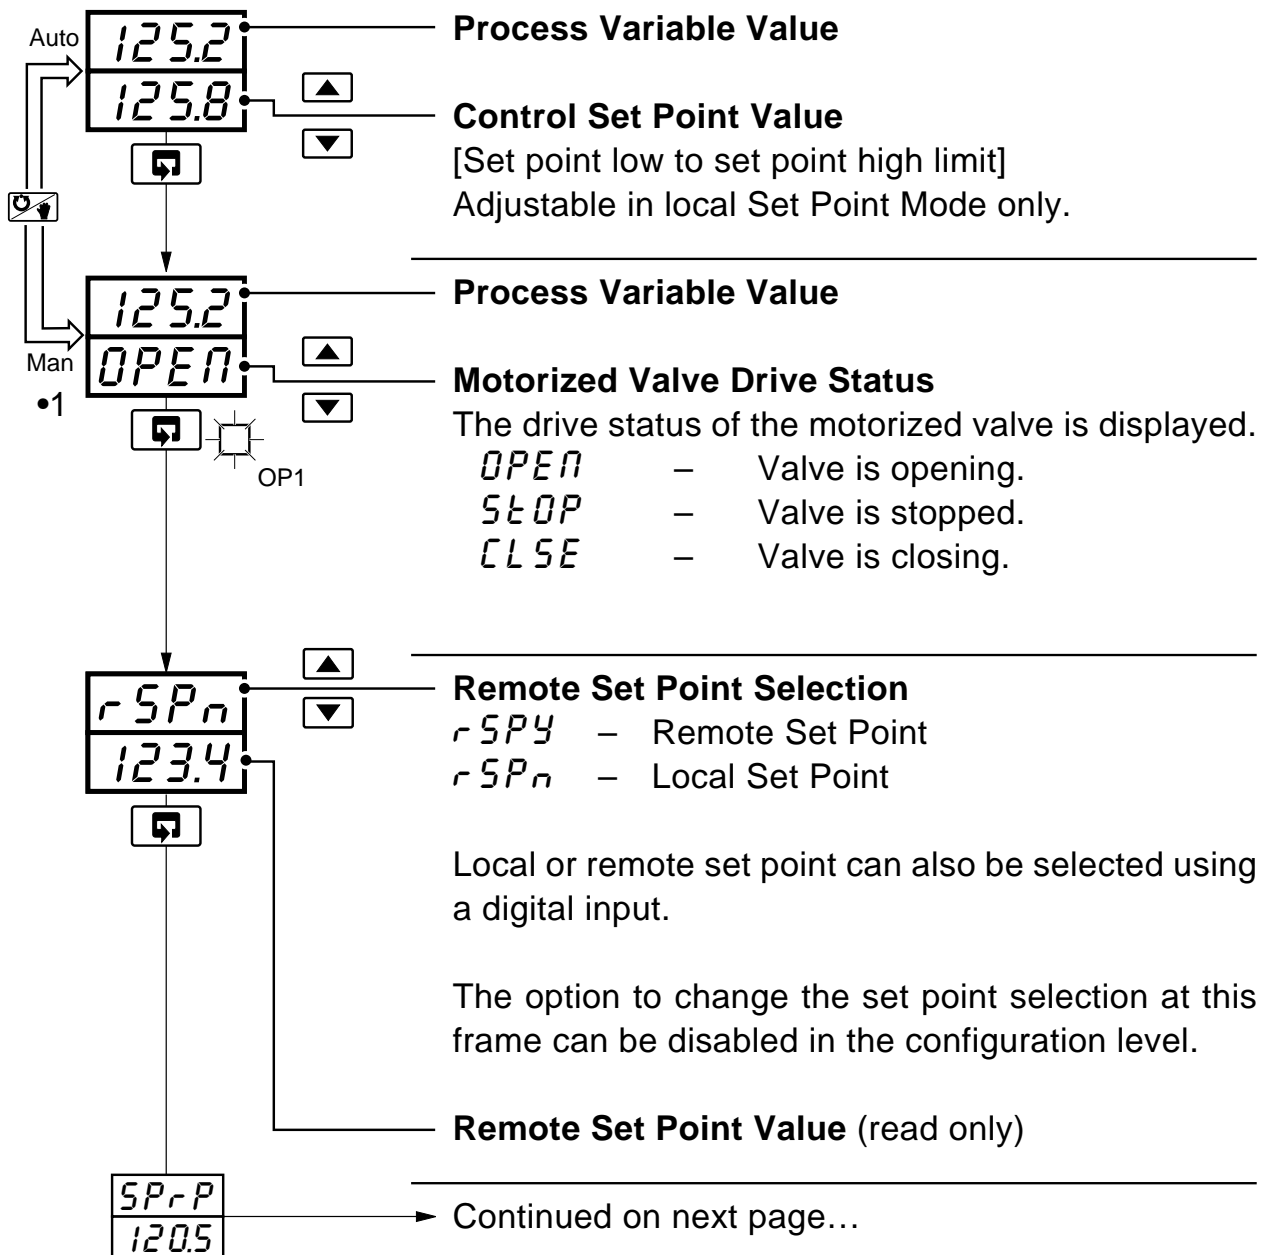 Auto
125.2
Process Variable Value
125.8
Control Set Point Value
[Set point low to set point high limit]
Adjustable in local Set Point Mode only.
125.2
Process Variable Value
Man
OPEn
•1
Motorized Valve Drive Status
The drive status of the motorized valve is displayed.
OP1
OPEn – Valve is opening.
StOP – Valve is stopped.
CLSE – Valve is closing.
rSPn
Remote Set Point Selection
rSPY – Remote Set Point
123.4
rSPn – Local Set Point
Local or remote set point can also be selected using
a digital input.
The option to change the set point selection at this
frame can be disabled in the configuration level.
Remote Set Point Value (read only)
SPrP
120.5
Continued on next page…